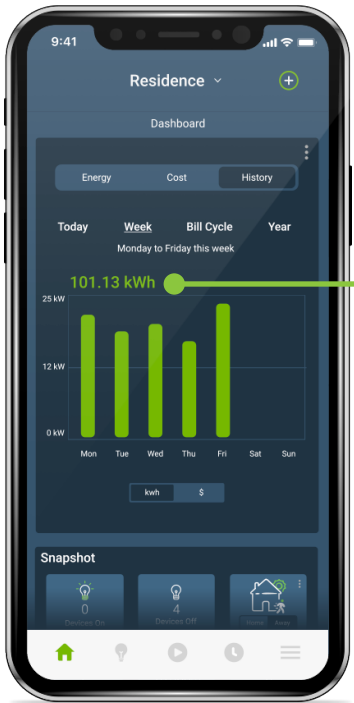 9:41
Residence
Dashboard
Energy Cost History
Today Week Bill Cycle Year
Monday to Friday this week
101.13 kWh
25 kW
12 kW
0 kW
Mon Tue Wed Thu Fri Sat Sun
kwh $
Snapshot
0 4
Devices On Devices Off Home Away